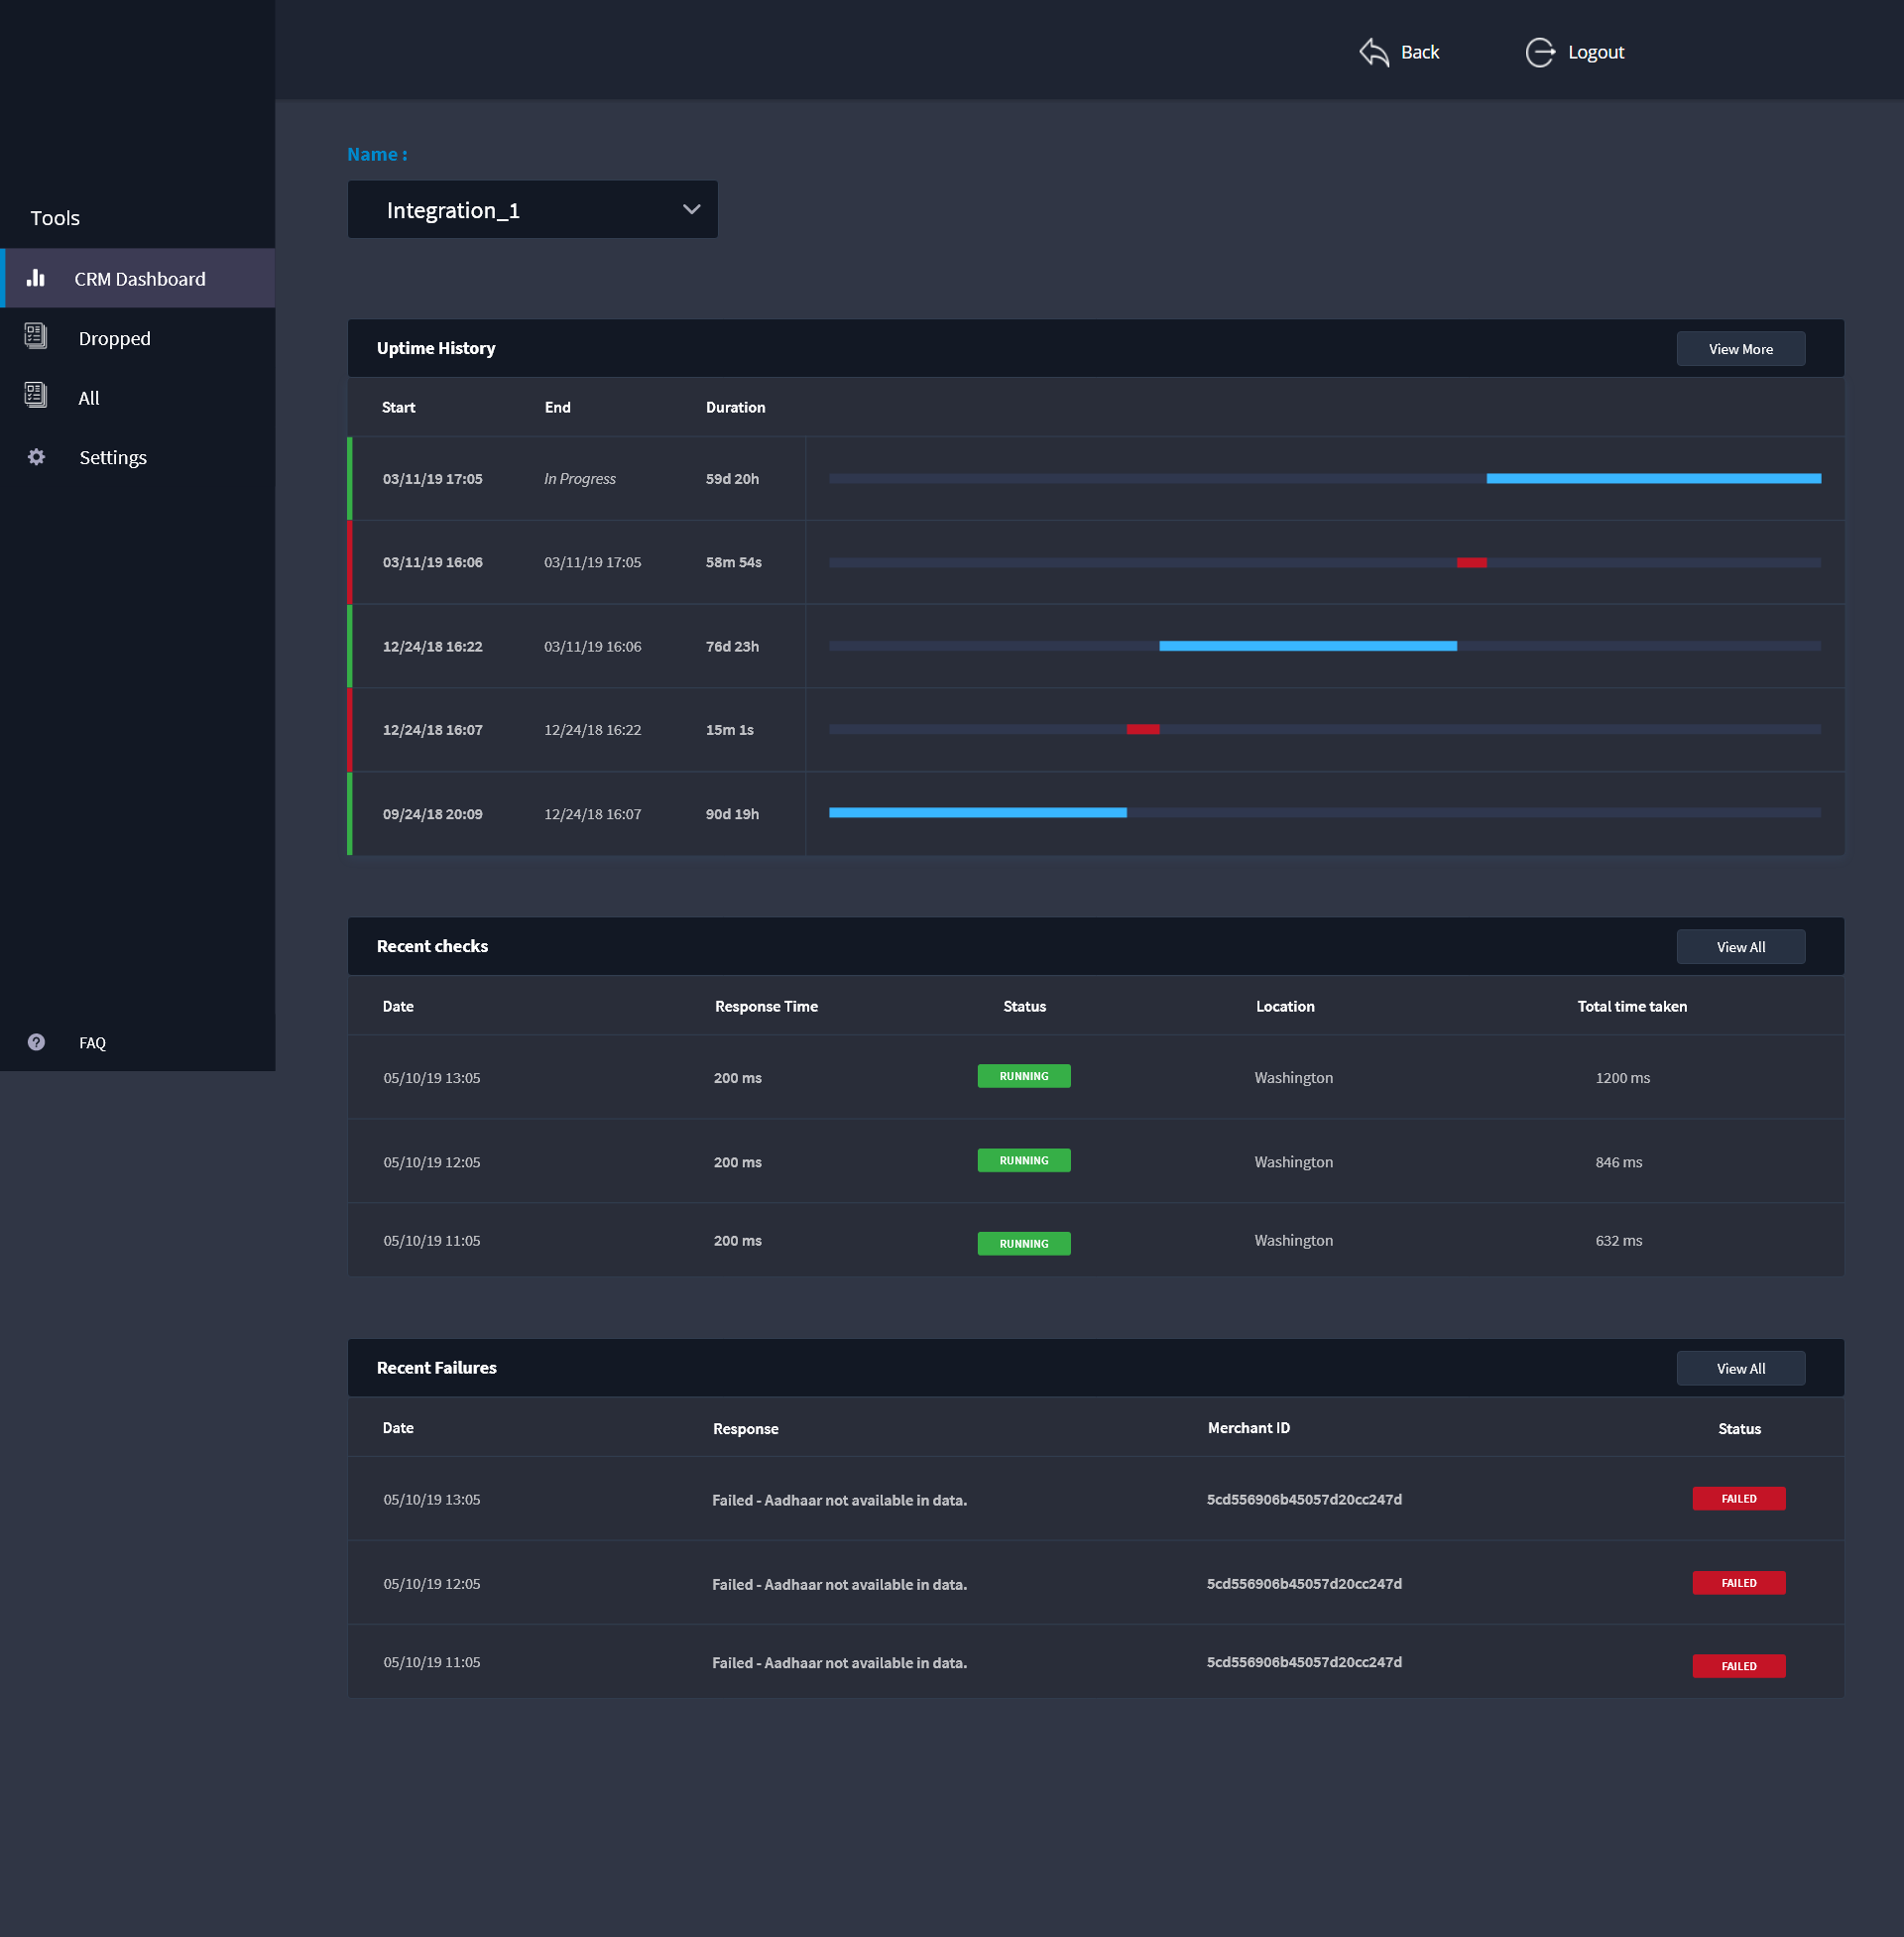 Back
Logout
Tools
CRM Dashboard
Dropped
All
Settings
FAQ
Name :
Integration_1
Uptime History
View More
Start End Duration
03/11/19 17:05 In Progress 59d 20h
03/11/19 16:06 03/11/19 17:05 58m 54s
12/24/18 16:22 03/11/19 16:06 76d 23h
12/24/18 16:07 12/24/18 16:22 15m 1s
09/24/18 20:09 12/24/18 16:07 90d 19h
Recent checks
View All
Date Response Time Status Location Total time taken
05/10/19 13:05 200 ms RUNNING Washington 1200 ms
05/10/19 12:05 200 ms RUNNING Washington 846 ms
05/10/19 11:05 200 ms RUNNING Washington 632 ms
Recent Failures
View All
Date Response Merchant ID Status
05/10/19 13:05 Failed - Aadhaar not available in data. 5cd556906b45057d20cc247d FAILED
05/10/19 12:05 Failed - Aadhaar not available in data. 5cd556906b45057d20cc247d FAILED
05/10/19 11:05 Failed - Aadhaar not available in data. 5cd556906b45057d20cc247d FAILED